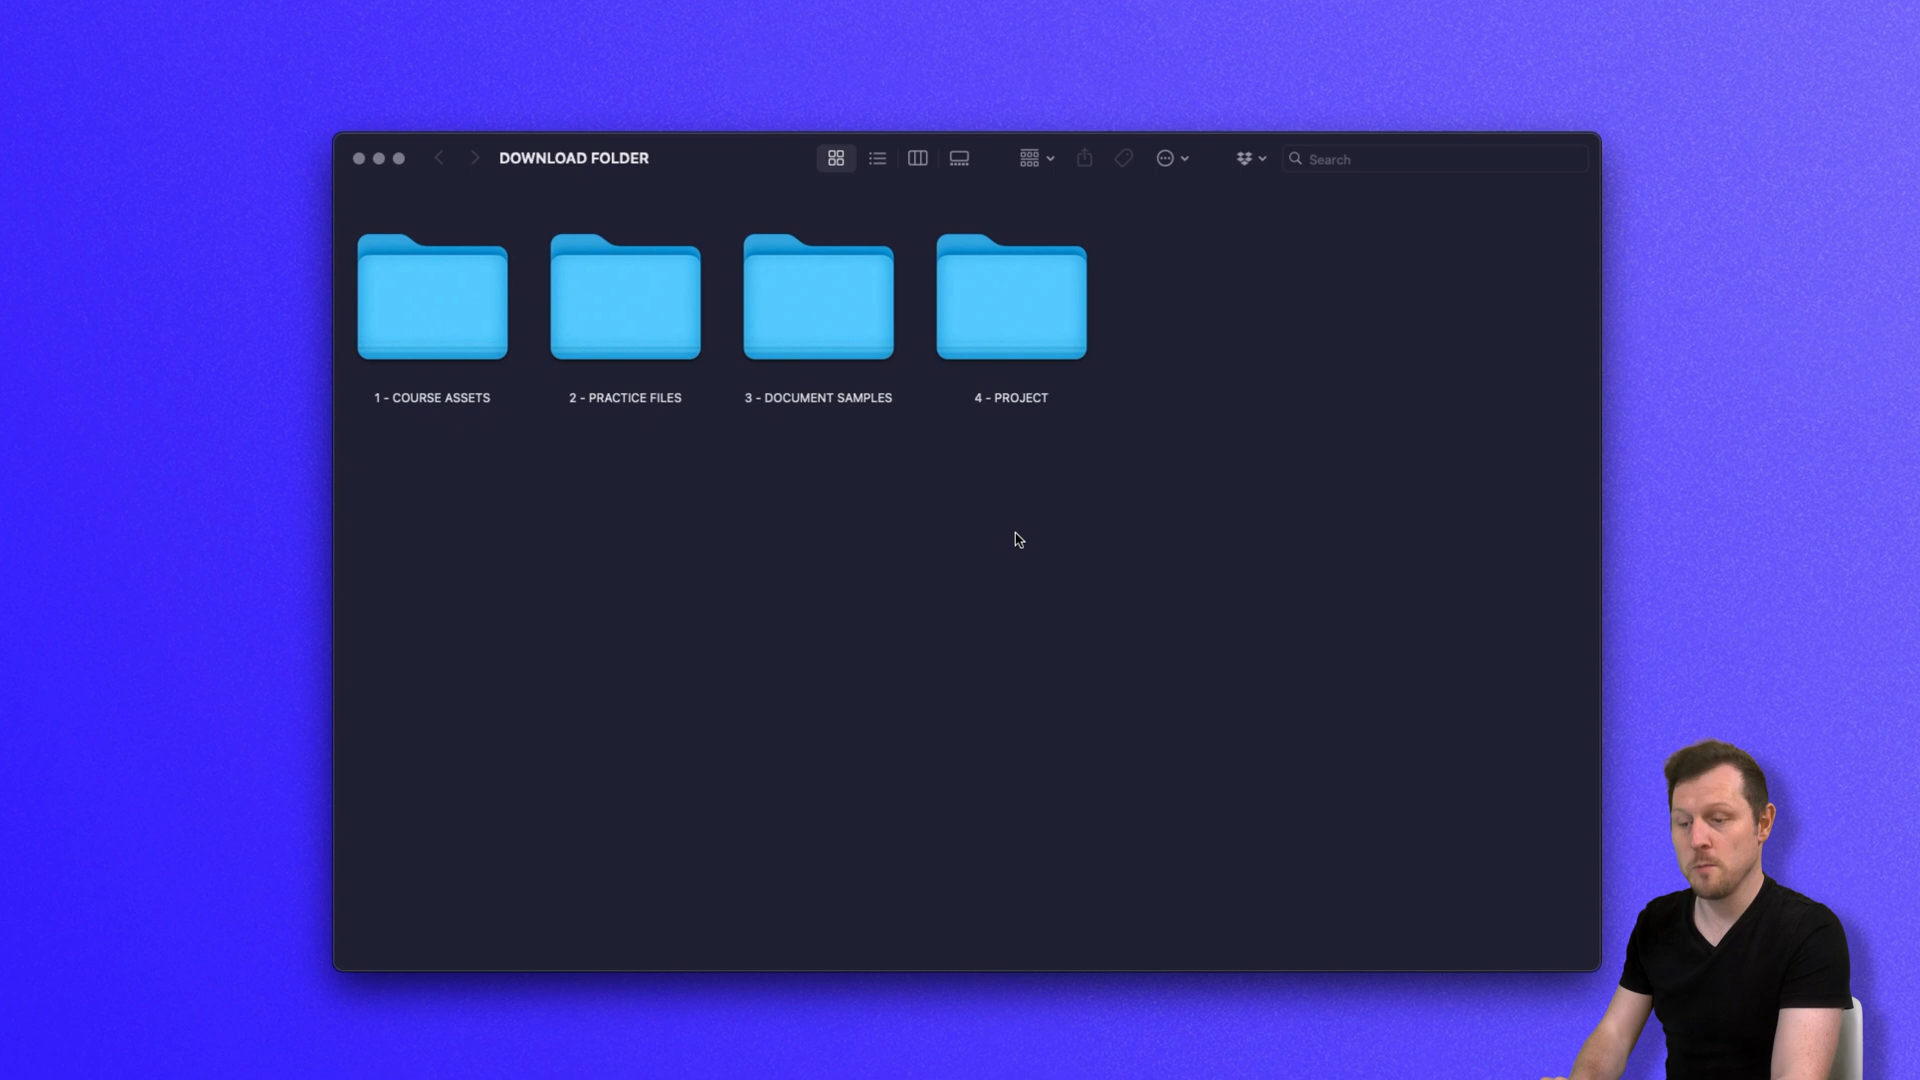 DOWNLOAD FOLDER
Search
1 - COURSE ASSETS
2 - PRACTICE FILES
3 - DOCUMENT SAMPLES
4 - PROJECT